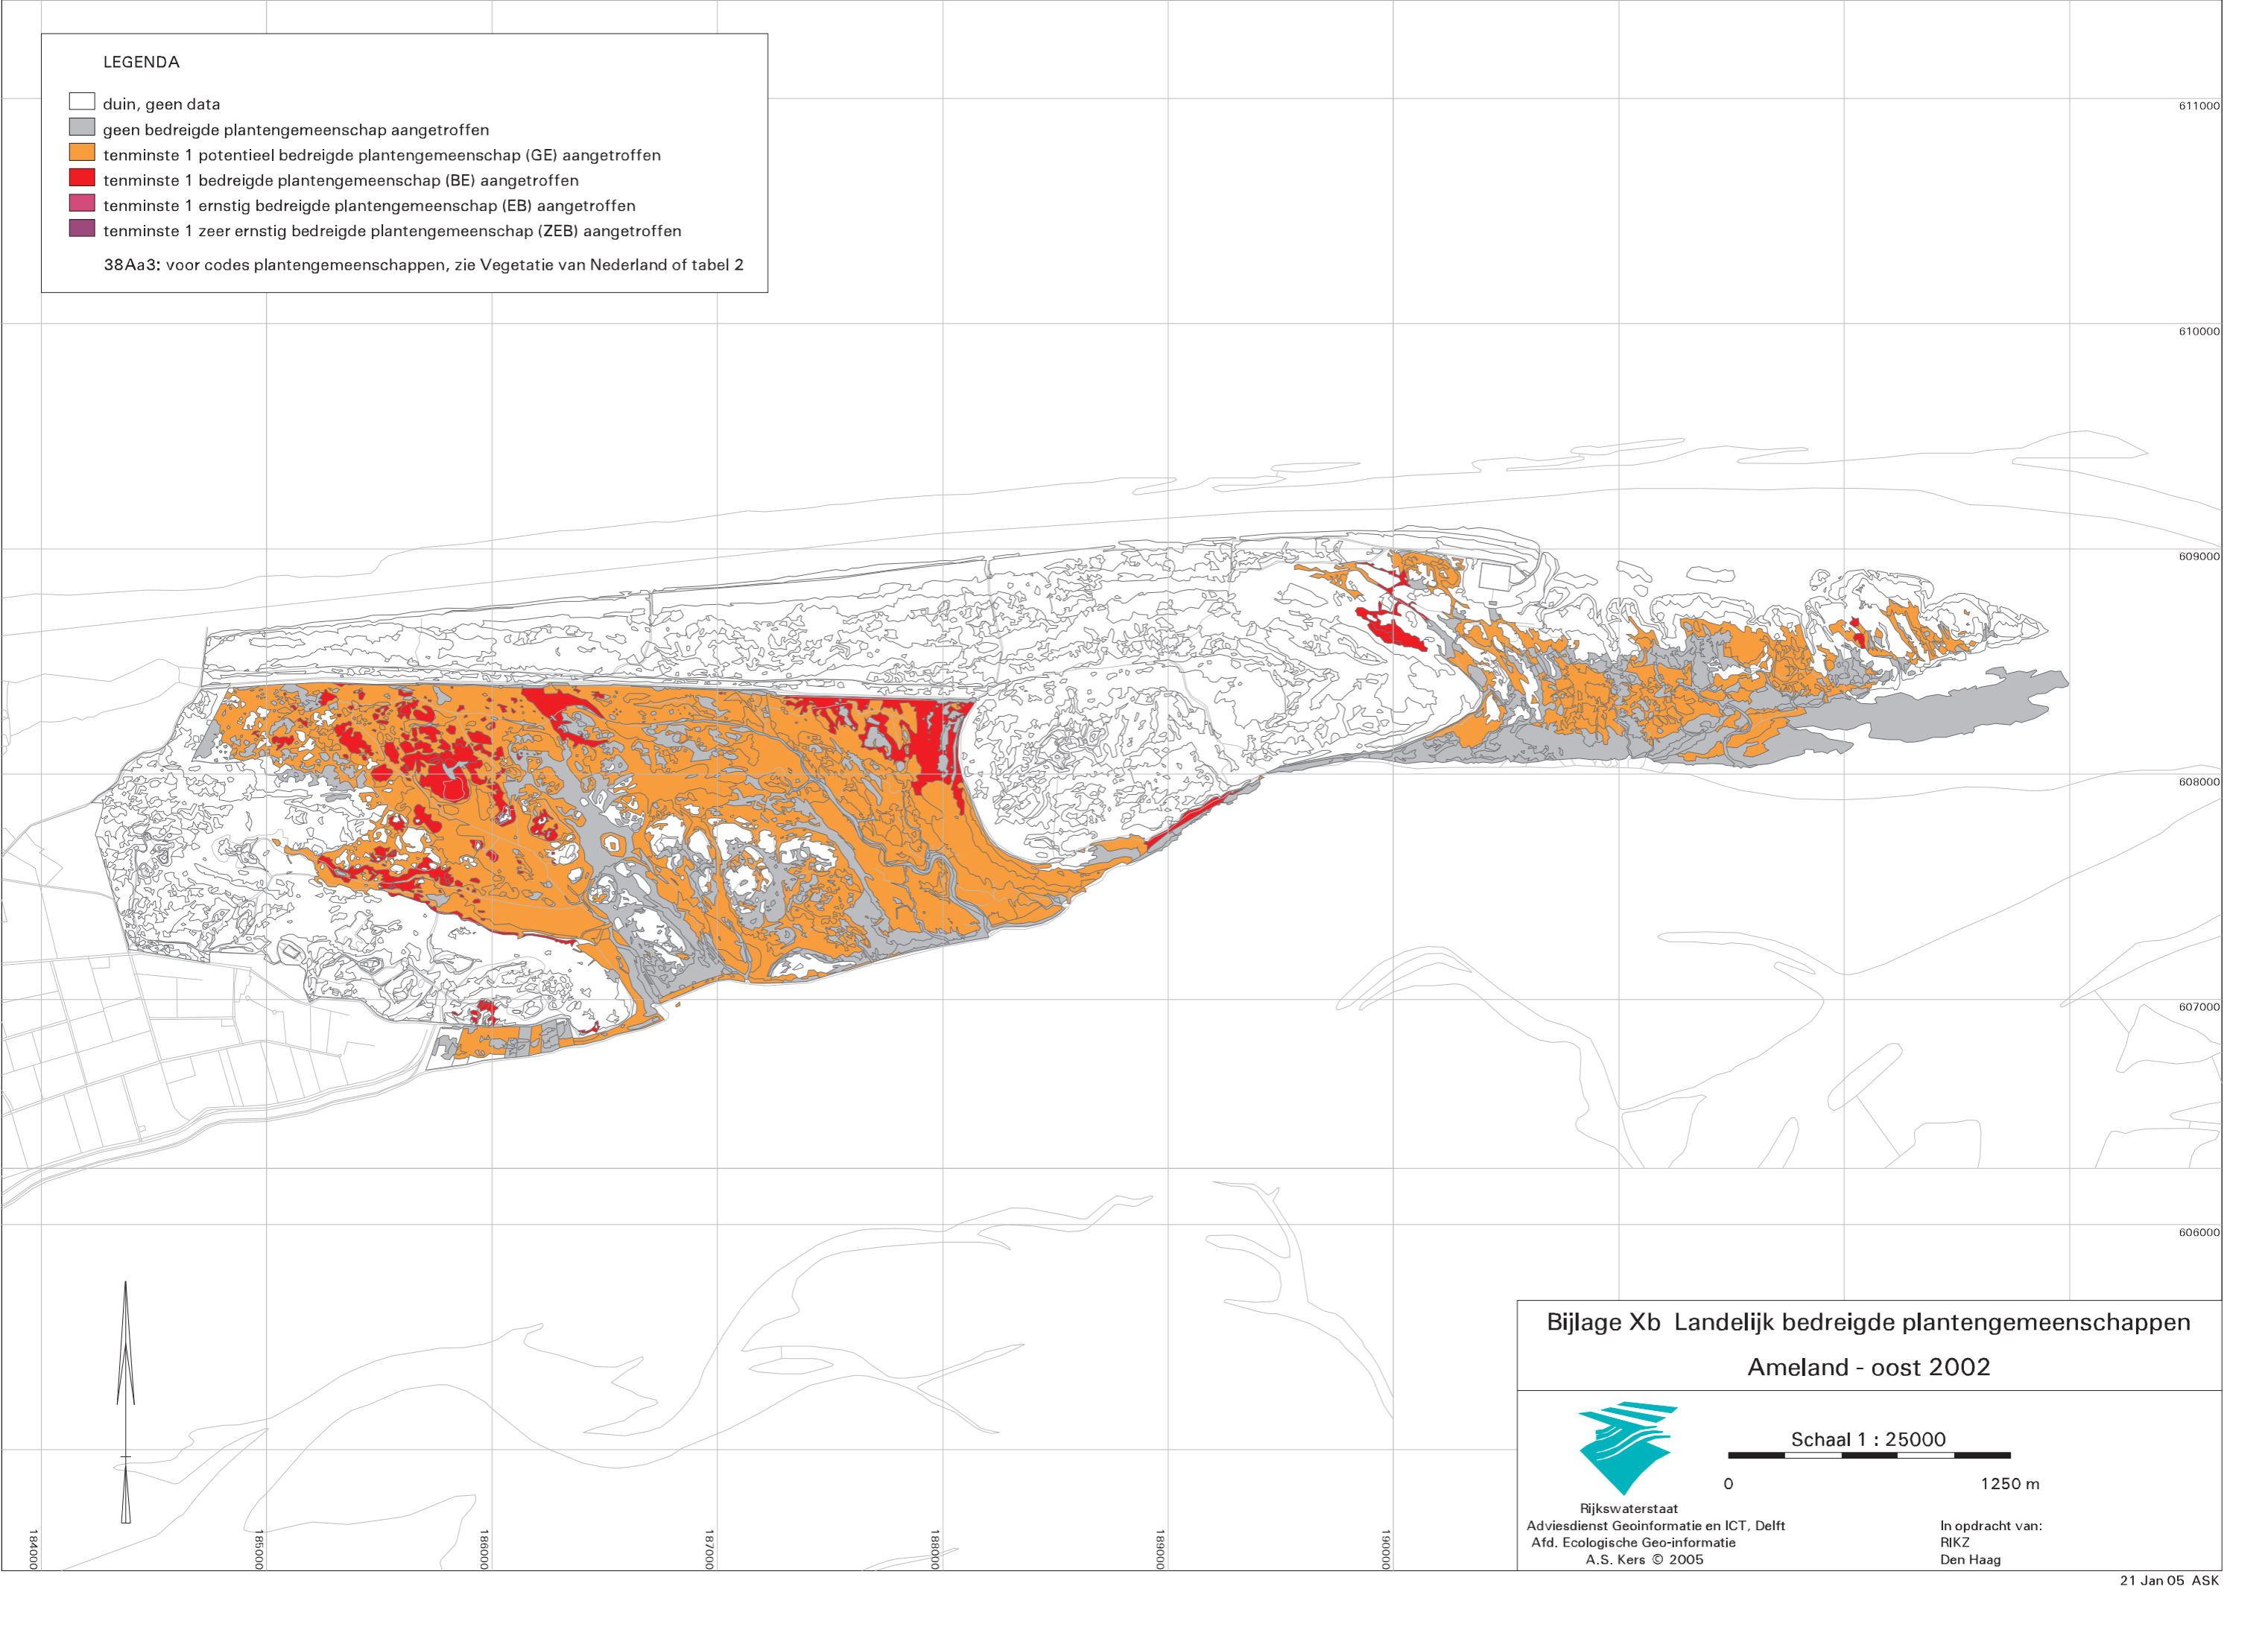 LEGENDA
duin, geen data
geen bedreigde plantengemeenschap aangetroffen
tenminste 1 potentieel bedreigde plantengemeenschap (GE) aangetroffen
tenminste 1 bedreigde plantengemeenschap (BE) aangetroffen
tenminste 1 ernstig bedreigde plantengemeenschap (EB) aangetroffen
tenminste 1 zeer ernstig bedreigde plantengemeenschap (ZEB) aangetroffen
38Aa3: voor codes plantengemeenschappen, zie Vegetatie van Nederland of tabel 2
611000
610000
609000
608000
607000
606000
184000
185000
186000
187000
188000
189000
190000
Bijlage Xb Landelijk bedreigde plantengemeenschappen
Ameland - oost 2002
Schaal 1 : 25000
0 1250 m
Rijkswaterstaat
Adviesdienst Geoinformatie en ICT, Delft
Afd. Ecologische Geo-informatie
A.S. Kers © 2005
In opdracht van:
RIKZ
Den Haag
21 Jan 05 ASK